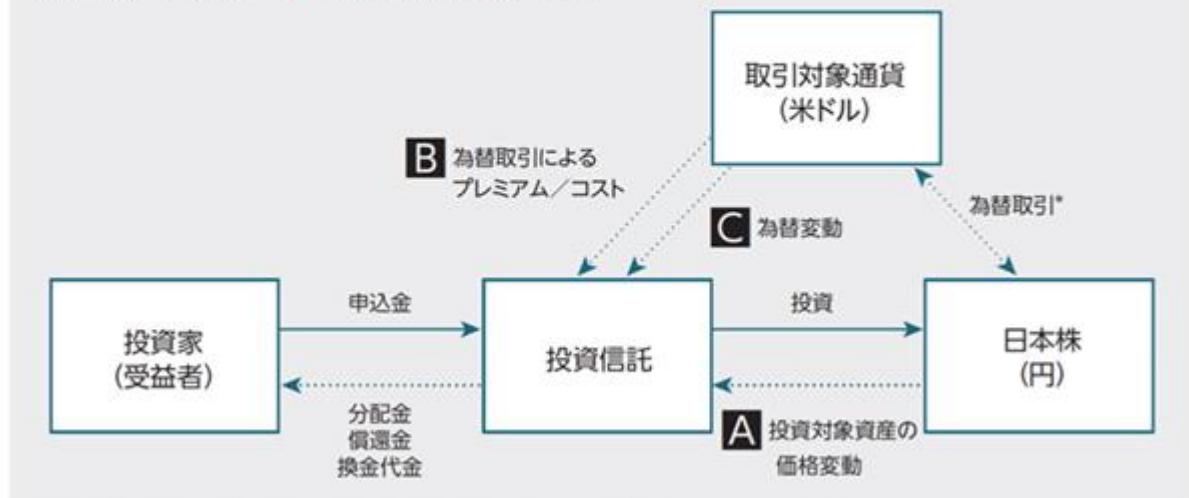 取引対象通貨
(米ドル)
B 為替取引による
プレミアム／コスト
為替取引*
C 為替変動
申込金
投資
投資家
(受益者)
投資信託
日本株
(円)
分配金
償還金
換金代金
A 投資対象資産の
価格変動